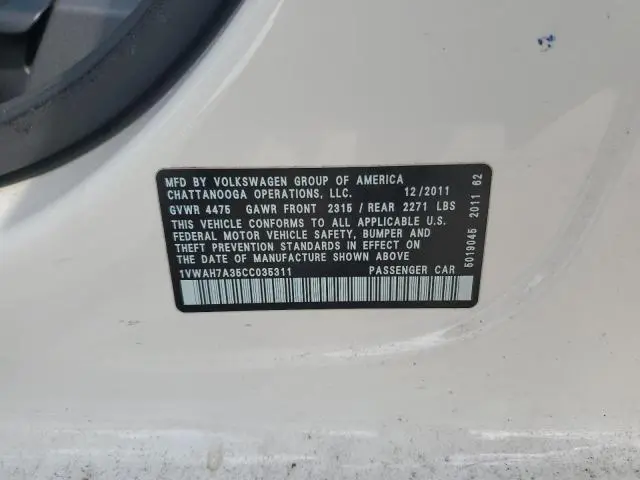 MFD BY VOLKSWAGEN GROUP OF AMERICA
CHATTANOOGA OPERATIONS, LLC. 12/2011
GVWR 4475 GAWR FRONT 2315 / REAR 2271 LBS
THIS VEHICLE CONFORMS TO ALL APPLICABLE U.S.
FEDERAL MOTOR VEHICLE SAFETY, BUMPER AND
THEFT PREVENTION STANDARDS IN EFFECT ON
THE DATE OF MANUFACTURE SHOWN ABOVE
1VWAH7A35CC035311 PASSENGER CAR
5019045 2011 62